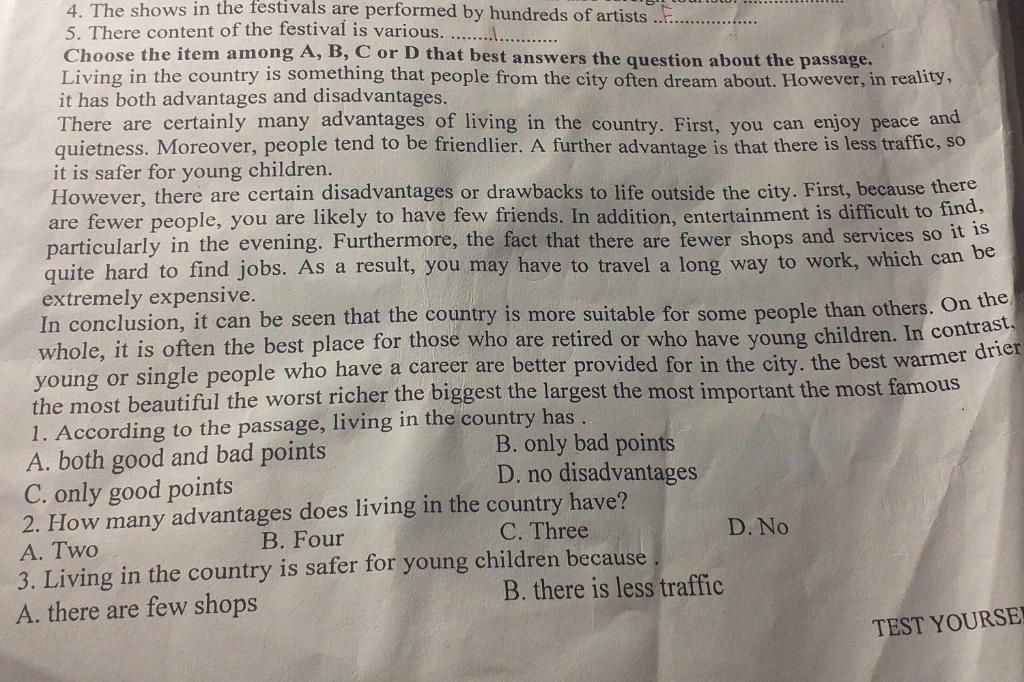 4. The shows in the festivals are performed by hundreds of artists ..F................
5. There content of the festival is various. ......................
Choose the item among A, B, C or D that best answers the question about the passage.
Living in the country is something that people from the city often dream about. However, in reality,
it has both advantages and disadvantages.
There are certainly many advantages of living in the country. First, you can enjoy peace and
quietness. Moreover, people tend to be friendlier. A further advantage is that there is less traffic, so
it is safer for young children.
However, there are certain disadvantages or drawbacks to life outside the city. First, because there
are fewer people, you are likely to have few friends. In addition, entertainment is difficult to find,
particularly in the evening. Furthermore, the fact that there are fewer shops and services so it is
quite hard to find jobs. As a result, you may have to travel a long way to work, which can be
extremely expensive.
In conclusion, it can be seen that the country is more suitable for some people than others. On the
whole, it is often the best place for those who are retired or who have young children. In contrast,
young or single people who have a career are better provided for in the city. the best warmer drier
the most beautiful the worst richer the biggest the largest the most important the most famous
1. According to the passage, living in the country has .
A. both good and bad points B. only bad points
C. only good points D. no disadvantages
2. How many advantages does living in the country have?
A. Two B. Four C. Three D. No
3. Living in the country is safer for young children because .
A. there are few shops B. there is less traffic
TEST YOURSE